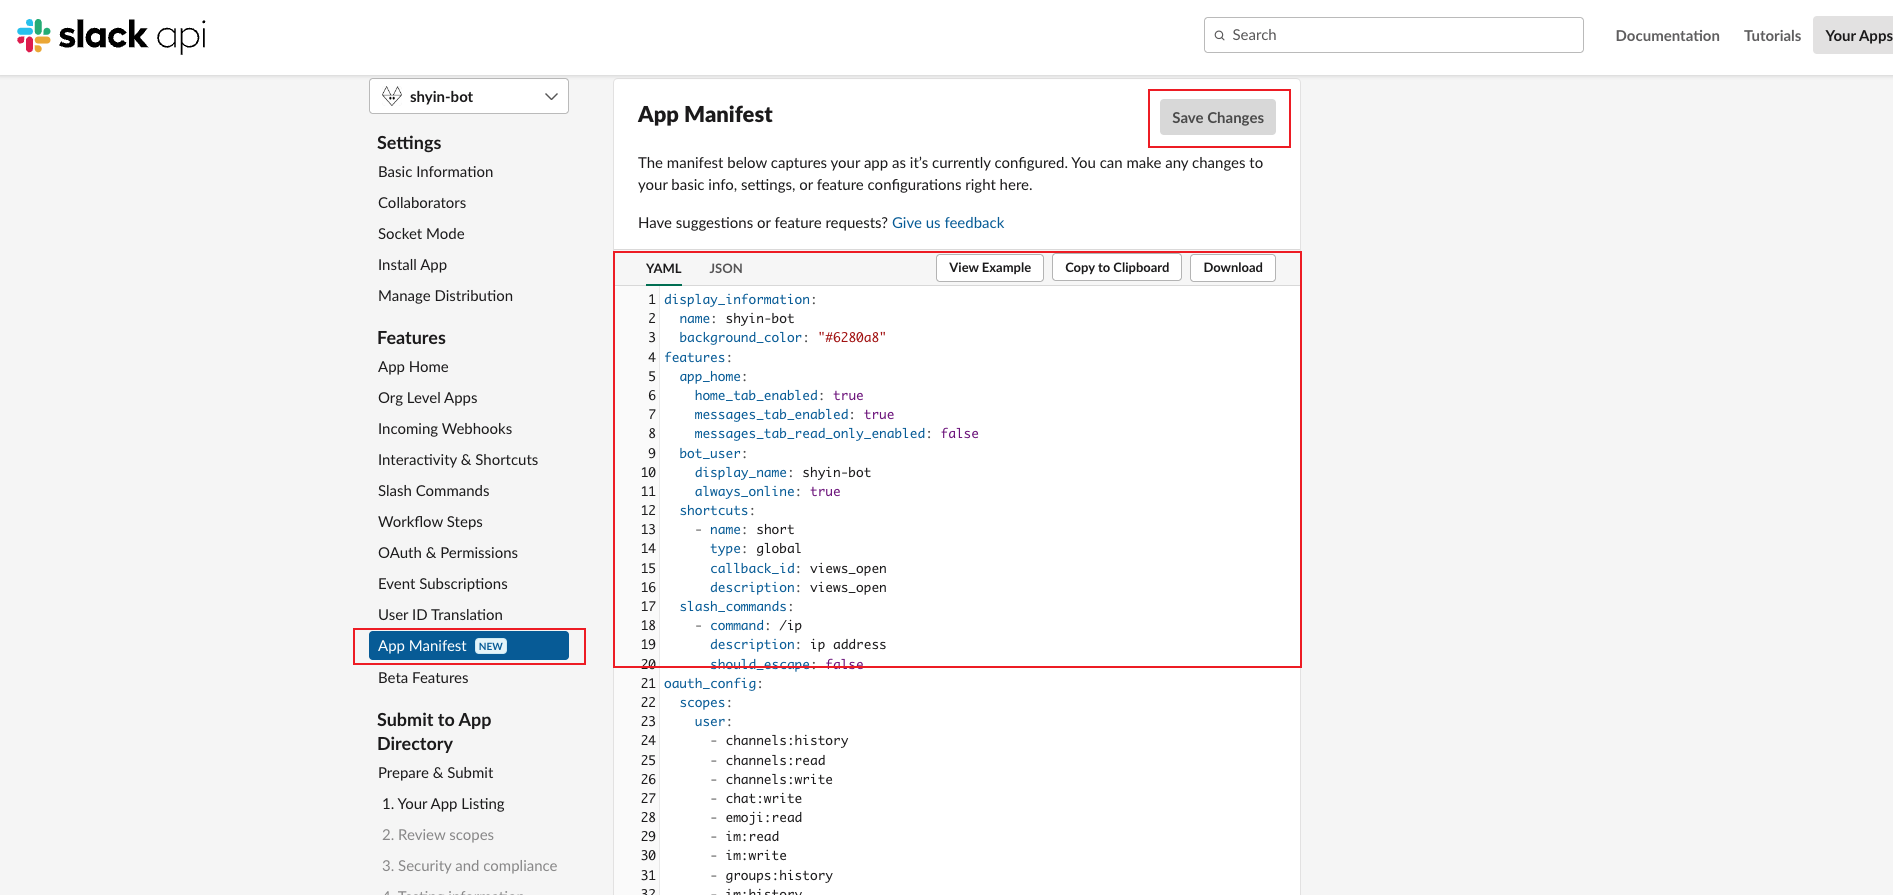 slack api
Search
Documentation
Tutorials
Your Apps
shyin-bot
Settings
Basic Information
Collaborators
Socket Mode
Install App
Manage Distribution
Features
App Home
Org Level Apps
Incoming Webhooks
Interactivity & Shortcuts
Slash Commands
Workflow Steps
OAuth & Permissions
Event Subscriptions
User ID Translation
App Manifest NEW
Beta Features
Submit to App
Directory
Prepare & Submit
1. Your App Listing
2. Review scopes
3. Security and compliance
4. Testing information
App Manifest
Save Changes
The manifest below captures your app as it's currently configured. You can make any changes to
your basic info, settings, or feature configurations right here.
Have suggestions or feature requests? Give us feedback
YAML JSON View Example Copy to Clipboard Download
1 display_information:
2 name: shyin-bot
3 background_color: "#6280a8"
4 features:
5 app_home:
6 home_tab_enabled: true
7 messages_tab_enabled: true
8 messages_tab_read_only_enabled: false
9 bot_user:
10 display_name: shyin-bot
11 always_online: true
12 shortcuts:
13 - name: short
14 type: global
15 callback_id: views_open
16 description: views_open
17 slash_commands:
18 - command: /ip
19 description: ip address
20 should_escape: false
21 oauth_config:
22 scopes:
23 user:
24 - channels:history
25 - channels:read
26 - channels:write
27 - chat:write
28 - emoji:read
29 - im:read
30 - im:write
31 - groups:history
32 - im:history